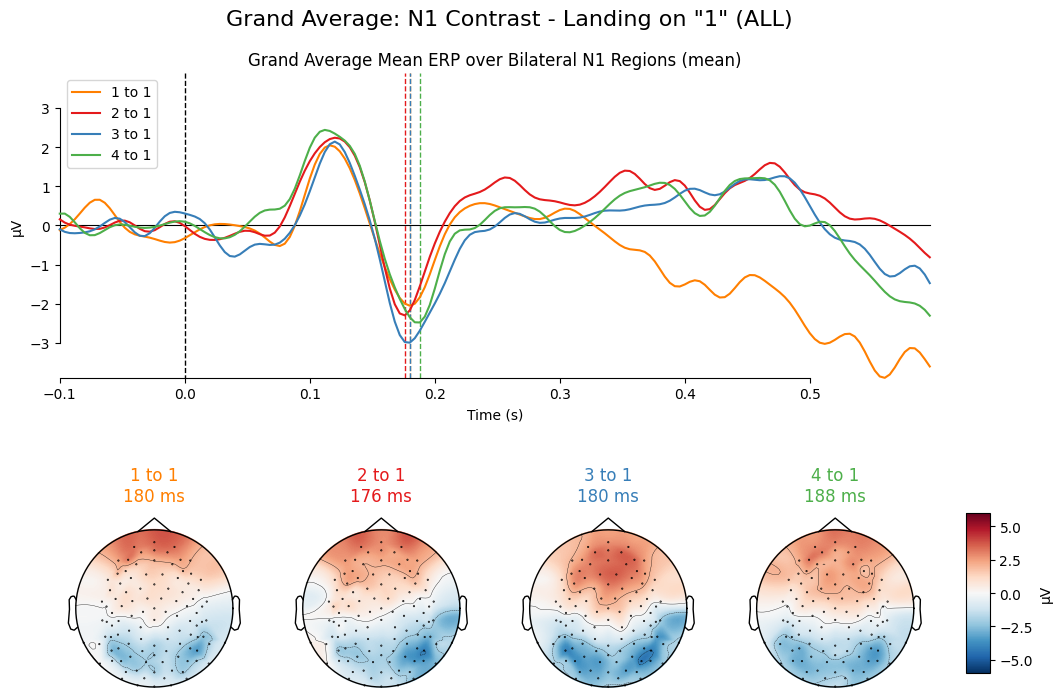 Grand Average: N1 Contrast - Landing on "1" (ALL)
Grand Average Mean ERP over Bilateral N1 Regions (mean)
1 to 1
2 to 1
3 to 1
4 to 1
3
2
1
0
−1
−2
−3
µV
−0.1 0.0 0.1 0.2 0.3 0.4 0.5
Time (s)
1 to 1 2 to 1 3 to 1 4 to 1
180 ms 176 ms 180 ms 188 ms
5.0
2.5
0.0
−2.5
−5.0
µV